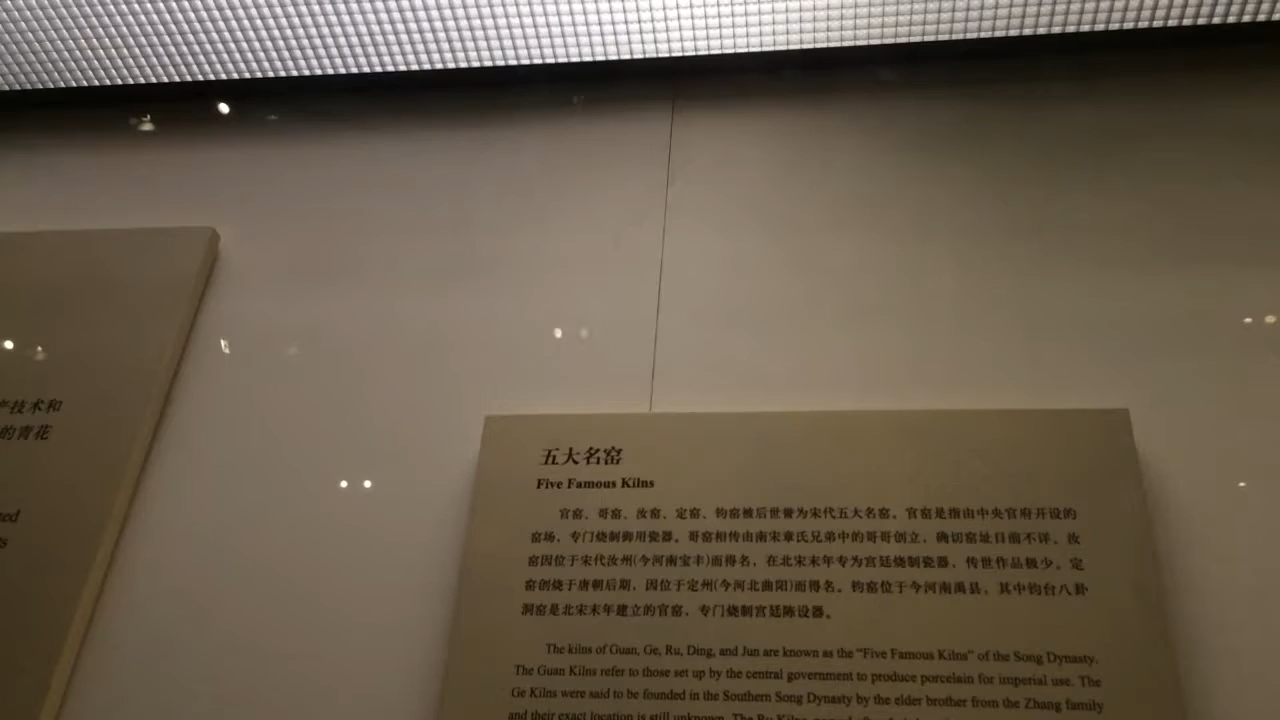 产技术和
的青花
五大名窑
Five Famous Kilns
官窑、哥窑、汝窑、定窑、钧窑被后世誉为宋代五大名窑。官窑是指由中央官府开设的
窑场，专门烧制御用瓷器。哥窑相传由南宋章氏兄弟中的哥哥创立，确切窑址目前不详。汝
窑因位于宋代汝州(今河南宝丰)而得名，在北宋末年专为宫廷烧制瓷器，传世作品极少。定
窑创烧于唐朝后期，因位于定州(今河北曲阳)而得名。钧窑位于今河南禹县，其中钧台八卦
洞窑是北宋末年建立的官窑，专门烧制宫廷陈设器。
The kilns of Guan, Ge, Ru, Ding, and Jun are known as the “Five Famous Kilns” of the Song Dynasty.
The Guan Kilns refer to those set up by the central government to produce porcelain for imperial use. The
Ge Kilns were said to be founded in the Southern Song Dynasty by the elder brother from the Zhang family
and their exact location is still unknown. The Ru Kilns,